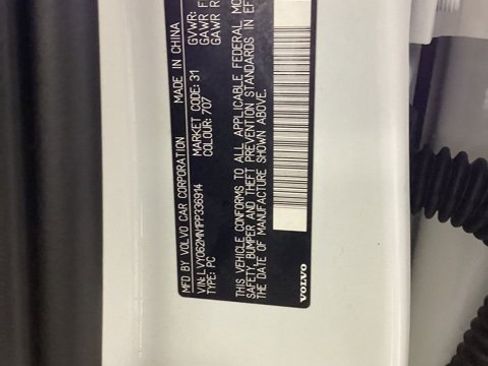 MFD BY VOLVO CAR CORPORATION MADE IN CHINA
VIN: LVY062MN1PP336914 GVWR:
TYPE: PC MARKET CODE: 31 GAWR F
COLOUR: 707 GAWR R
THIS VEHICLE CONFORMS TO ALL APPLICABLE FEDERAL MO
SAFETY, BUMPER AND THEFT PREVENTION STANDARDS IN EF
THE DATE OF MANUFACTURE SHOWN ABOVE.
VOLVO